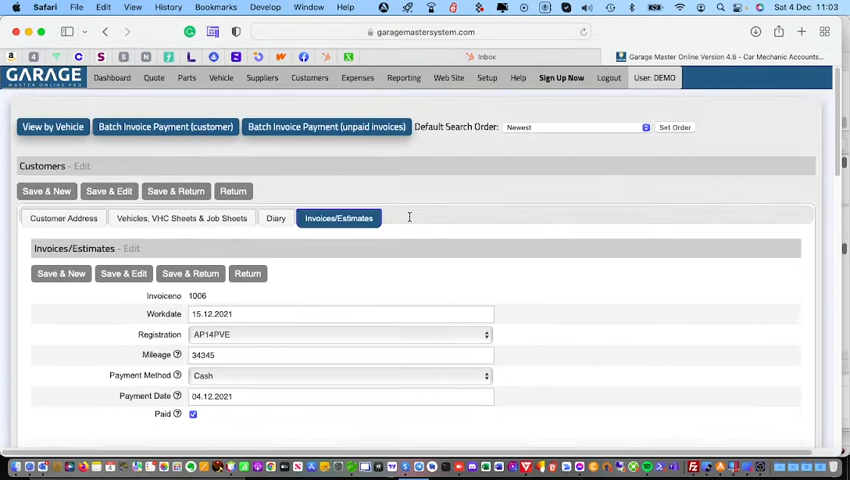 Safari File Edit View History Bookmarks Develop Window Help Sat 4 Dec 11:03
garagemastersystem.com
Inbox Garage Master Online Version 4.8 - Car Mechanic Accounts...
GARAGE Dashboard Quote Parts Vehicle Suppliers Customers Expenses Reporting Web Site Setup Help Sign Up Now Logout User: DEMO
MASTER ONLINE PRO
View by Vehicle Batch Invoice Payment (customer) Batch Invoice Payment (unpaid invoices) Default Search Order: Newest Set Order
Customers - Edit
Save & New Save & Edit Save & Return Return
Customer Address Vehicles, VHC Sheets & Job Sheets Diary Invoices/Estimates
Invoices/Estimates - Edit
Save & New Save & Edit Save & Return Return
Invoiceno 1006
Workdate 15.12.2021
Registration AP14PVE
Mileage ? 34345
Payment Method ? Cash
Payment Date 04.12.2021
Paid ?